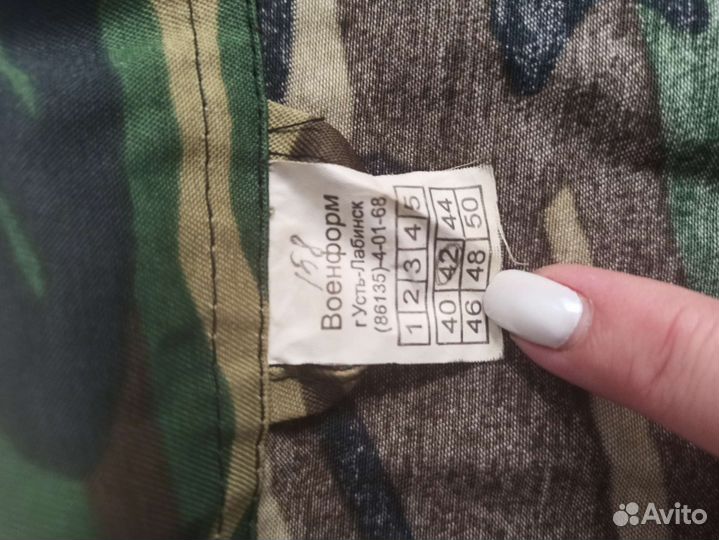 158
Военформ
г Усть-Лабинск
(86135)-4-01-68
1 2 3 4 5
40 42 44
46 48 50
Avito